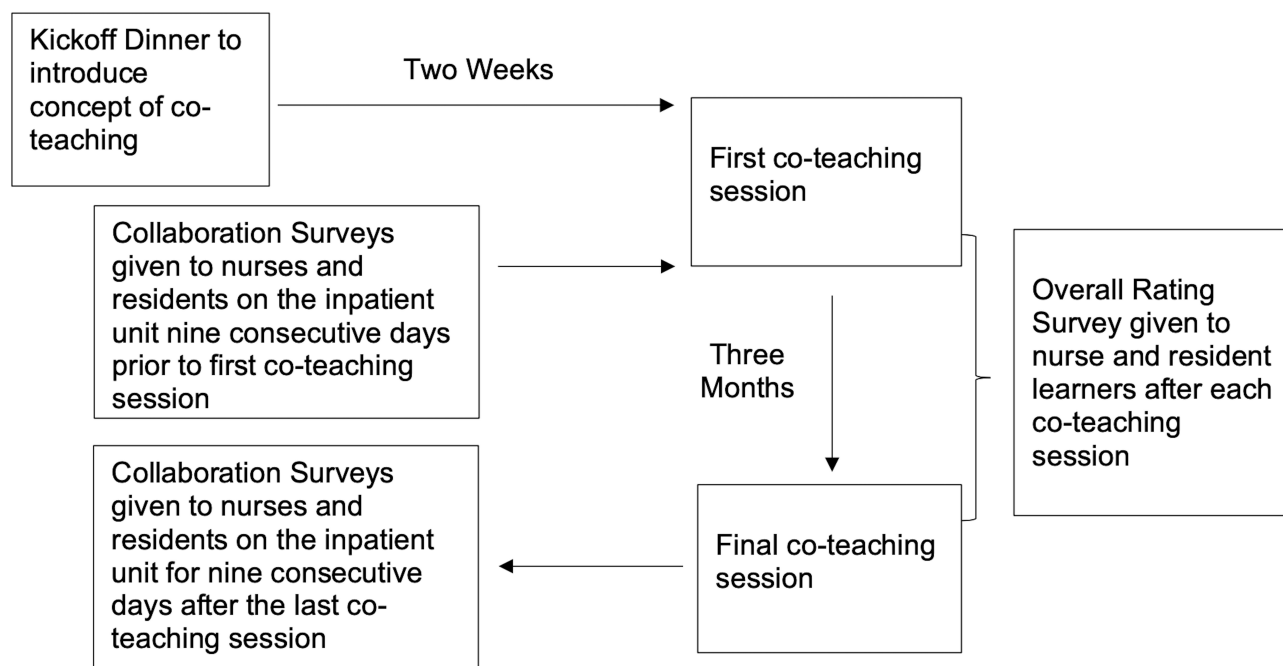 Kickoff Dinner to
introduce
concept of co-
teaching
Two Weeks
First co-teaching
session
Collaboration Surveys
given to nurses and
residents on the inpatient
unit nine consecutive days
prior to first co-teaching
session
Three
Months
Overall Rating
Survey given to
nurse and resident
learners after each
co-teaching
session
Final co-teaching
session
Collaboration Surveys
given to nurses and
residents on the inpatient
unit for nine consecutive
days after the last co-
teaching session